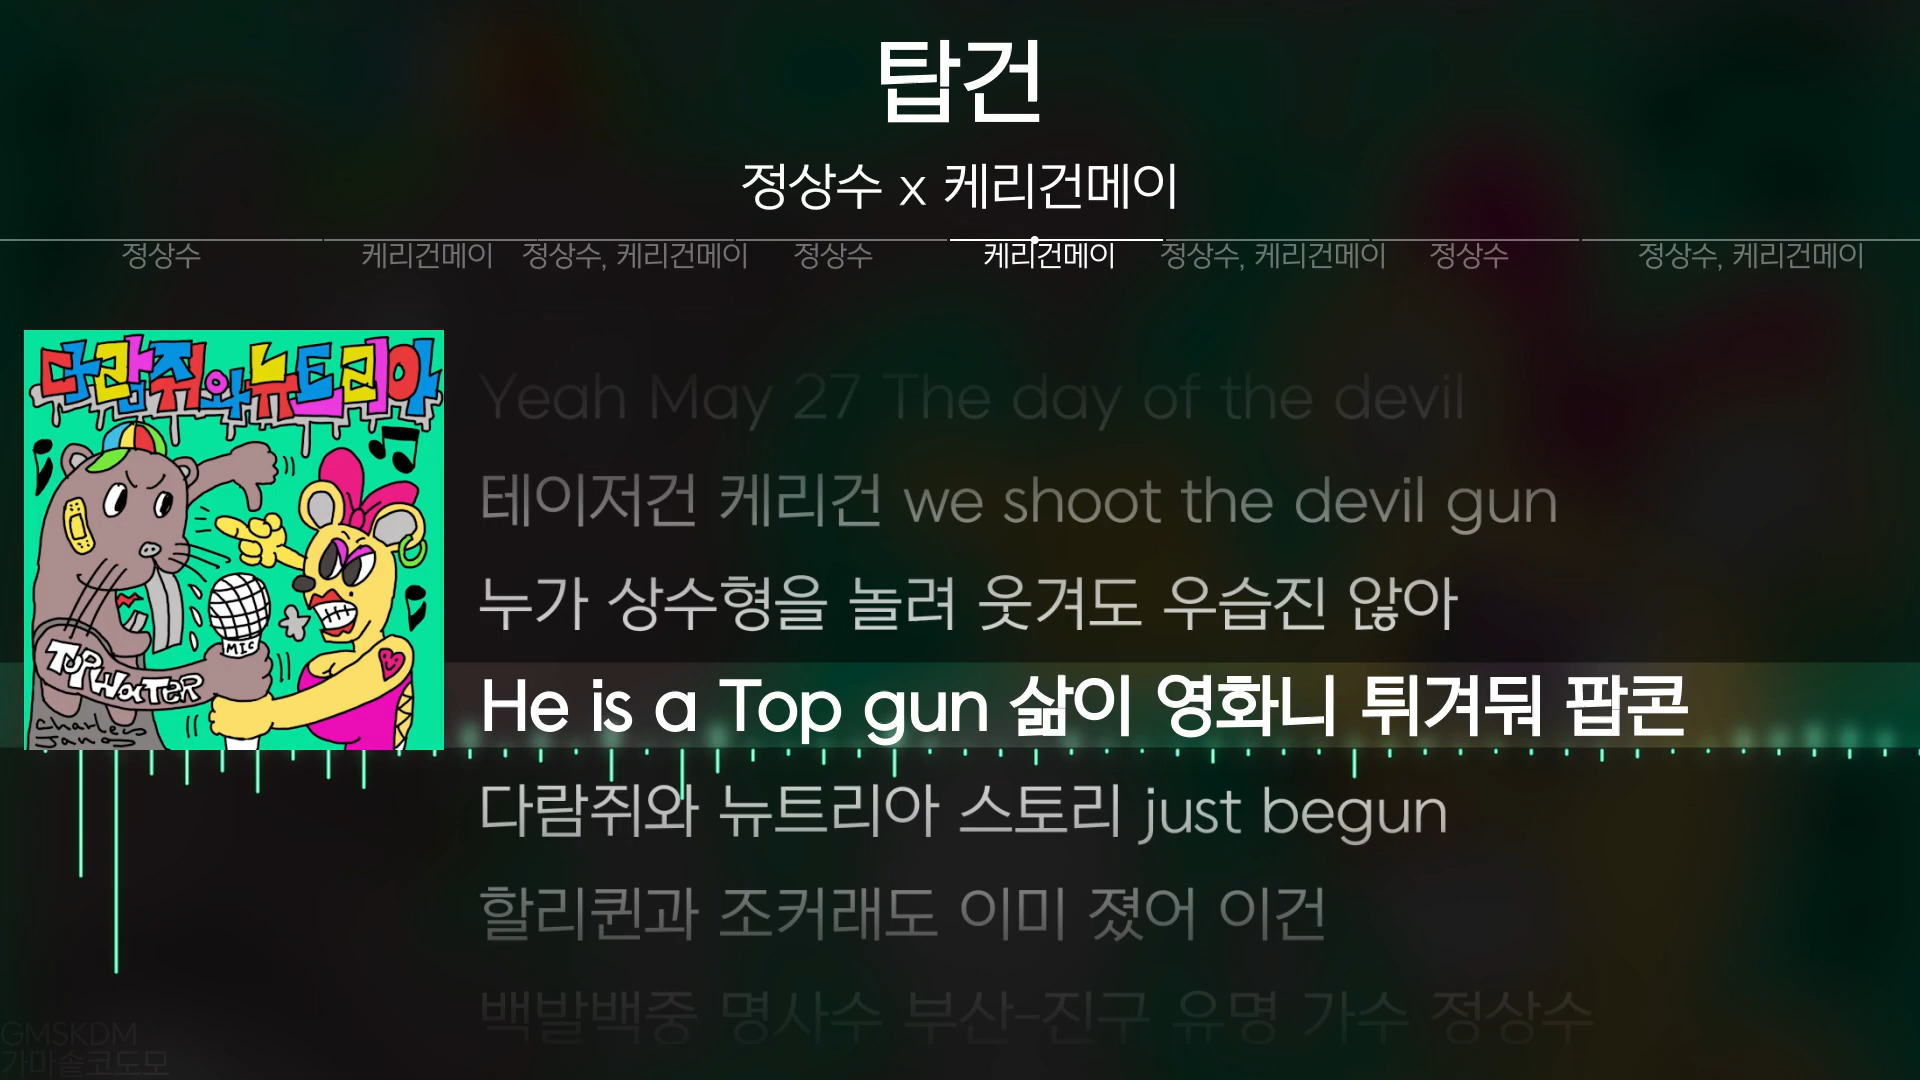 탑건
정상수 x 케리건메이
정상수 케리건메이 정상수, 케리건메이 정상수 케리건메이 정상수, 케리건메이 정상수 정상수, 케리건메이
다람쥐와뉴트리아
MIC
TOP WaTER
Charles
Jang
Yeah May 27 The day of the devil
테이저건 케리건 we shoot the devil gun
누가 상수형을 놀려 웃겨도 우습진 않아
He is a Top gun 삶이 영화니 튀겨둬 팝콘
다람쥐와 뉴트리아 스토리 just begun
할리퀸과 조커래도 이미 졌어 이건
백발백중 명사수 부산-진구 유명 가수 정상수
GMSKDM
가마솥코도모